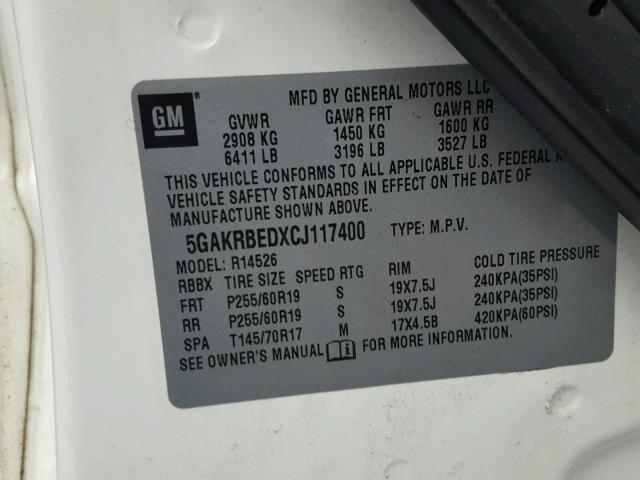 MFD BY GENERAL MOTORS LLC
GM®
GVWR GAWR FRT GAWR RR
2908 KG 1450 KG 1600 KG
6411 LB 3196 LB 3527 LB
THIS VEHICLE CONFORMS TO ALL APPLICABLE U.S. FEDERAL
VEHICLE SAFETY STANDARDS IN EFFECT ON THE DATE OF
MANUFACTURE SHOWN ABOVE.
5GAKRBEDXCJ117400 TYPE: M.P.V.
MODEL: R14526
RBBX TIRE SIZE SPEED RTG RIM COLD TIRE PRESSURE
FRT P255/60R19 S 19X7.5J 240KPA(35PSI)
RR P255/60R19 S 19X7.5J 240KPA(35PSI)
SPA T145/70R17 M 17X4.5B 420KPA(60PSI)
SEE OWNER'S MANUAL FOR MORE INFORMATION.